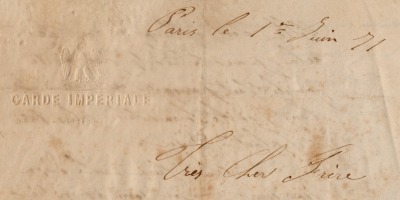 Paris le 1er Juin 71
GARDE IMPERIALE
Très Cher Frère